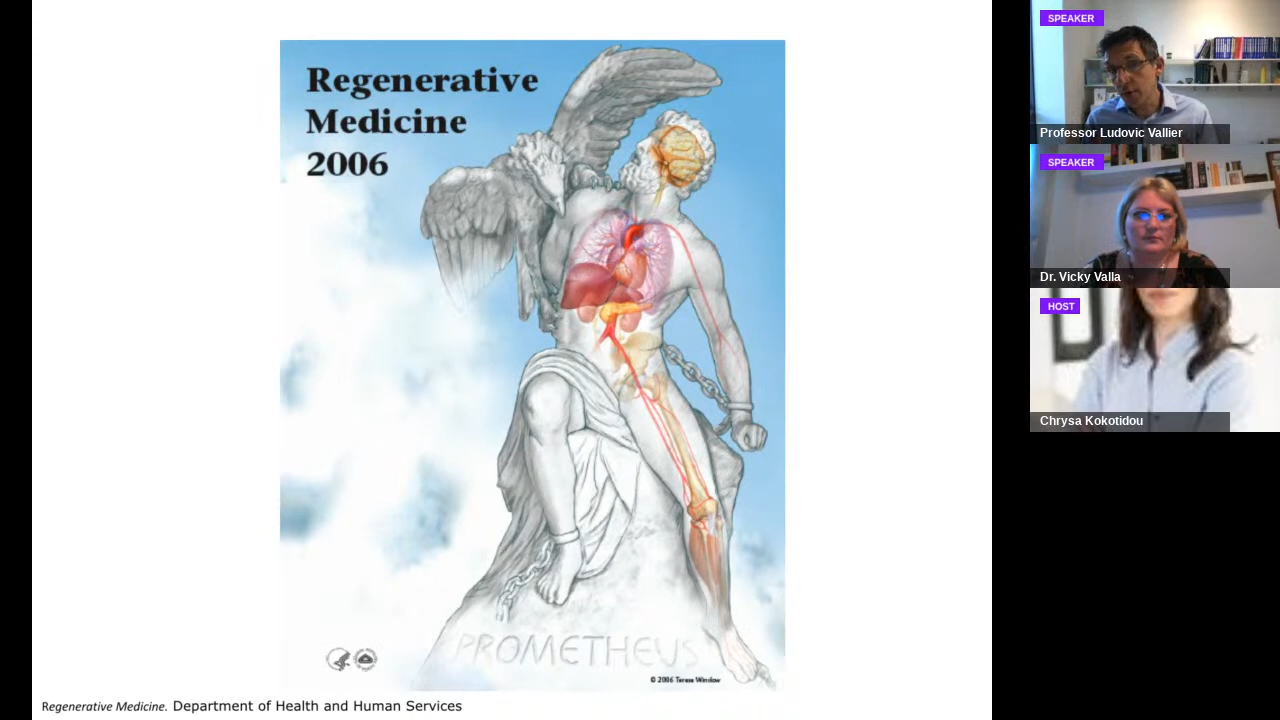 Regenerative
Medicine
2006
PROMETHEUS
© 2006 Terese Winslow
Regenerative Medicine. Department of Health and Human Services
SPEAKER
Professor Ludovic Vallier
SPEAKER
Dr. Vicky Valla
HOST
Chrysa Kokotidou